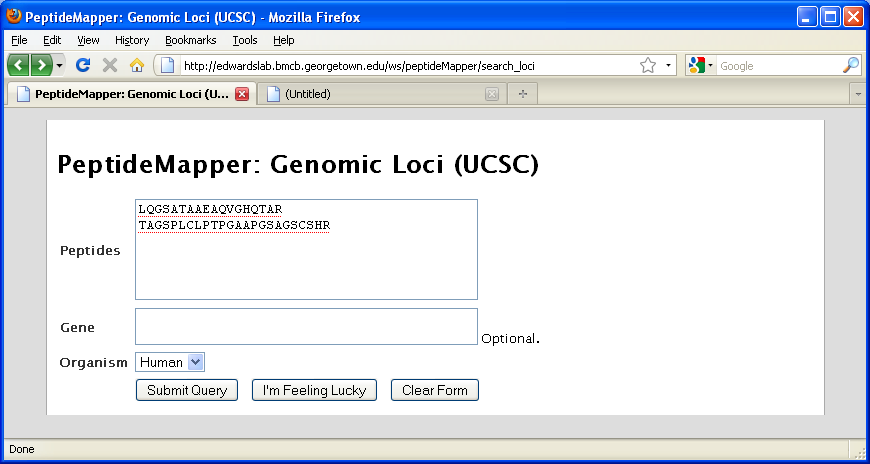 PeptideMapper: Genomic Loci (UCSC) - Mozilla Firefox
File Edit View History Bookmarks Tools Help
http://edwardslab.bmcb.georgetown.edu/ws/peptideMapper/search_loci Google
PeptideMapper: Genomic Loci (U... (Untitled)
PeptideMapper: Genomic Loci (UCSC)
LQGSATAAEAQVGHQTAR
TAGSPLCLPTPGAAPGSAGSCSHR
Peptides
Gene Optional.
Organism Human
Submit Query I'm Feeling Lucky Clear Form
Done